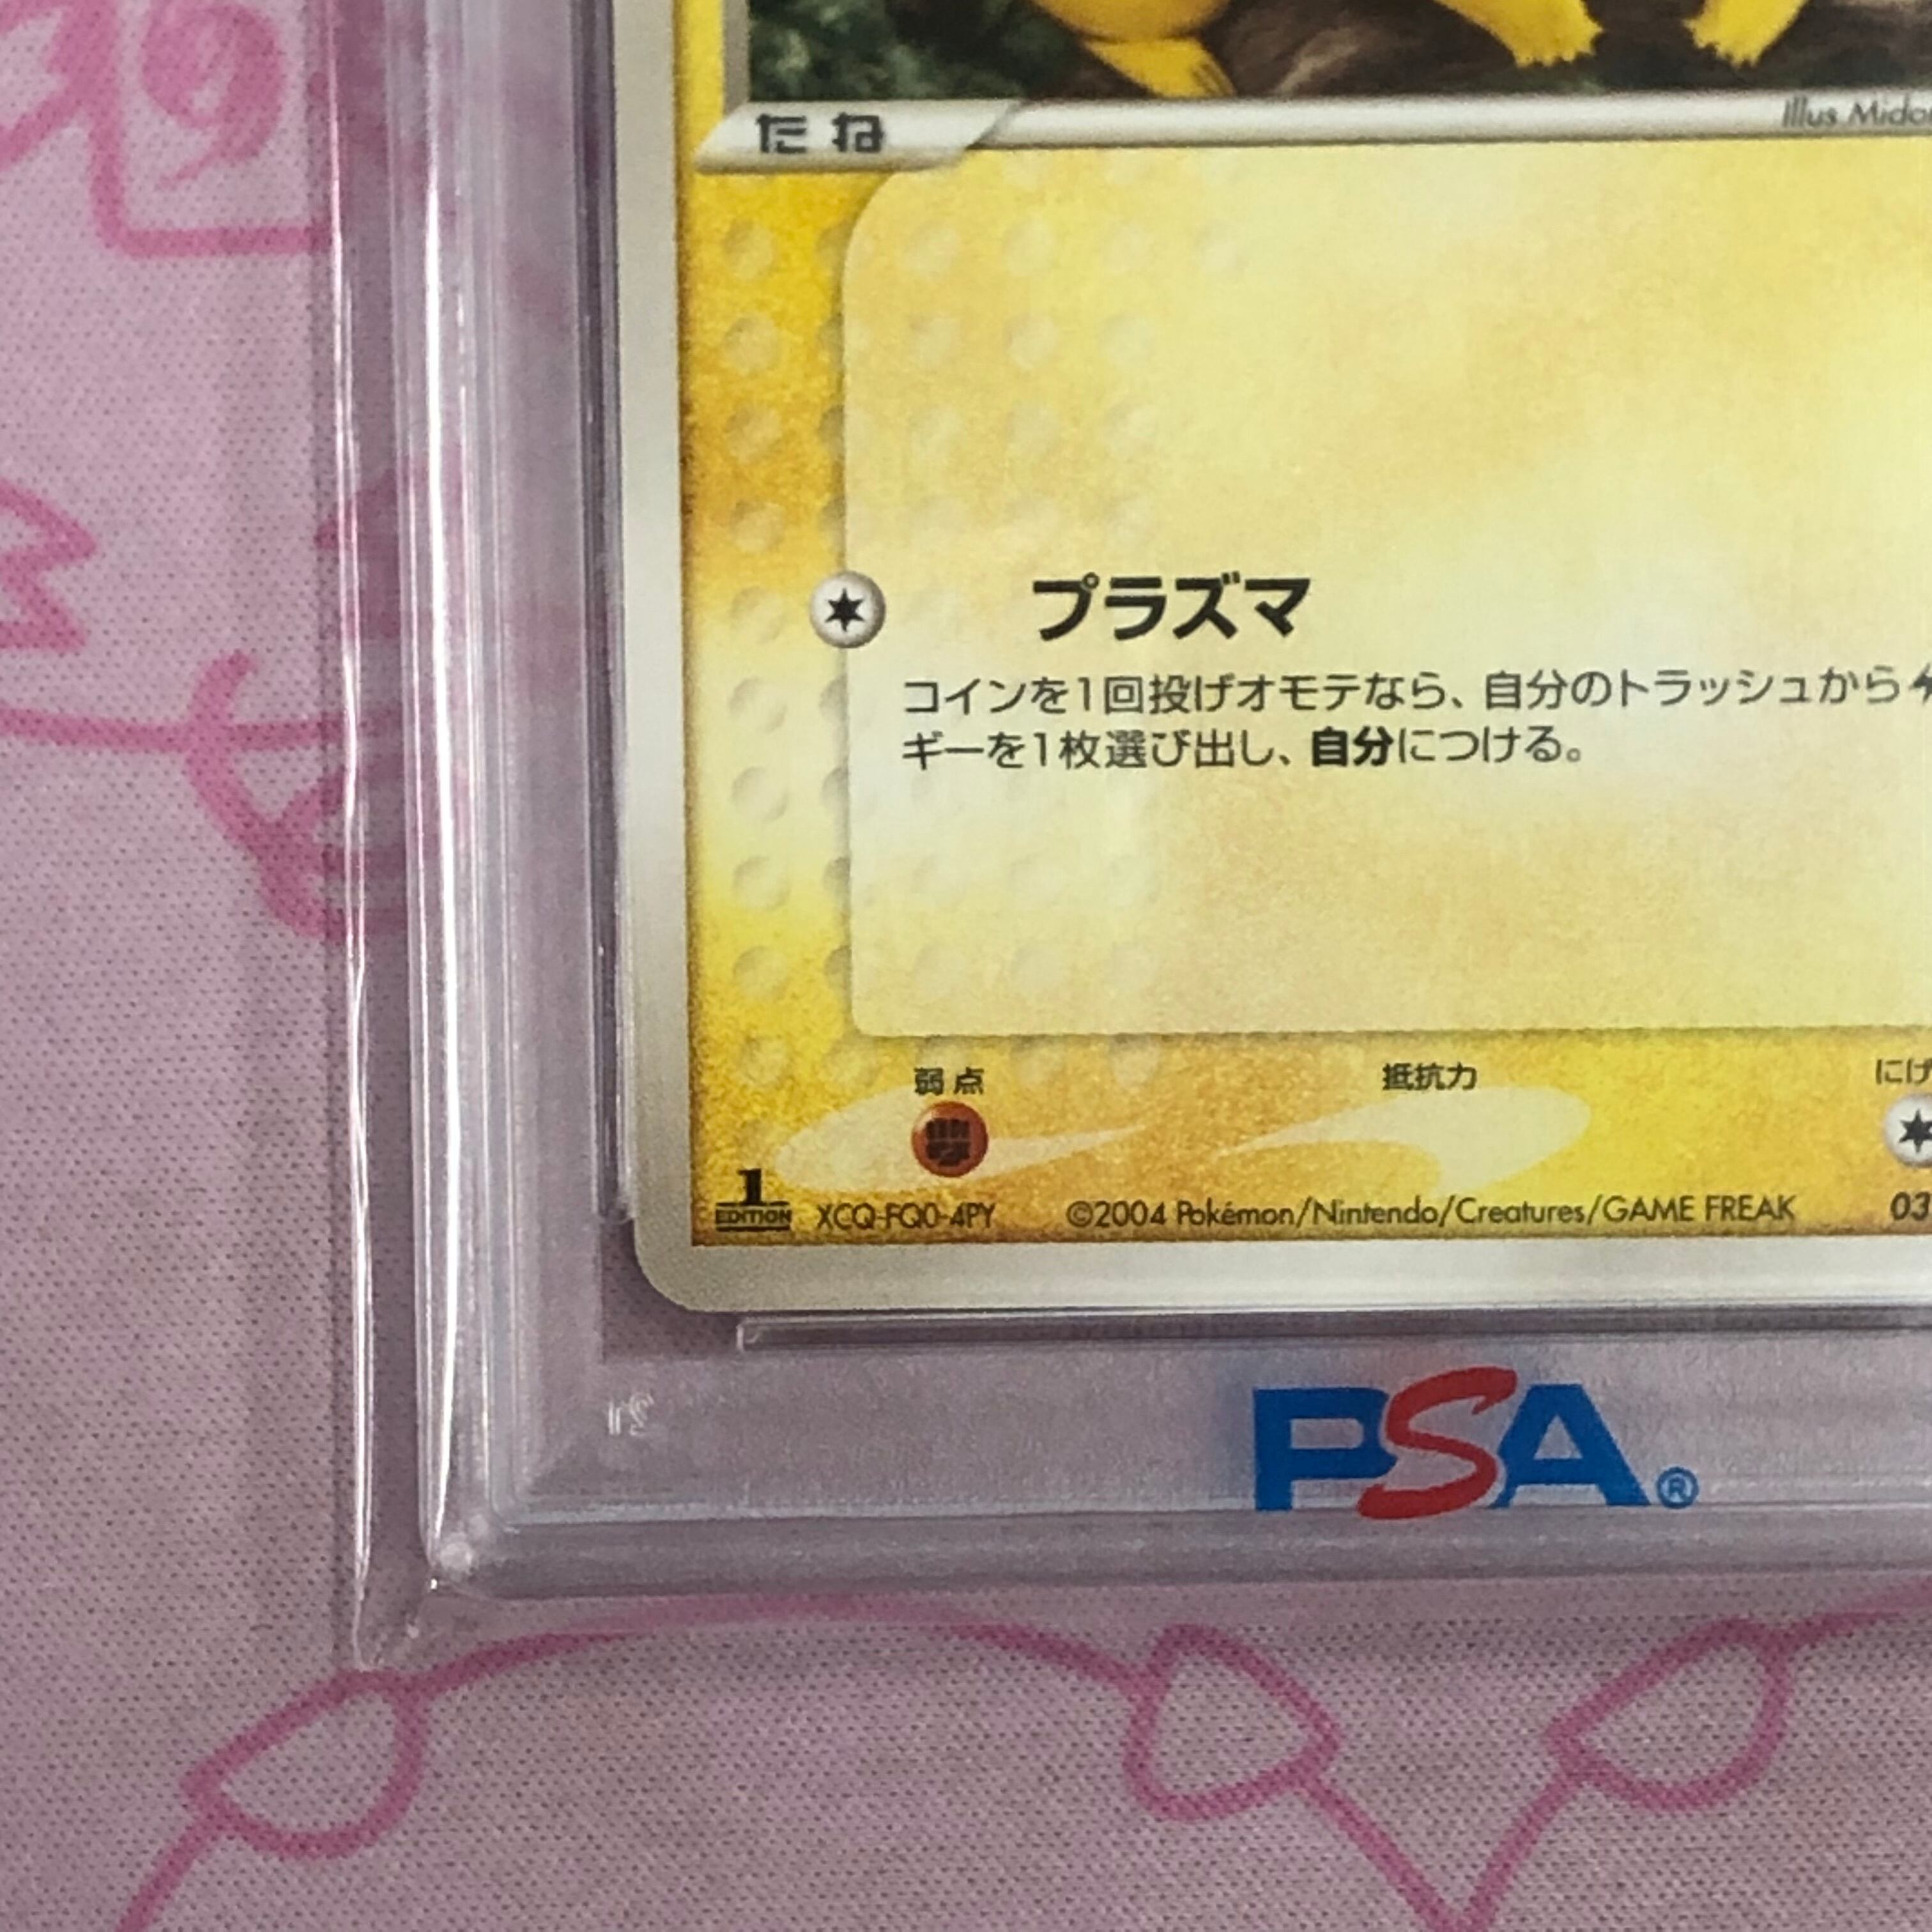 たね
Illus Mido
プラズマ
コインを1回投げオモテなら、自分のトラッシュから
ギーを1枚選び出し、自分につける。
弱点
抵抗力
にげ
1
EDITION
XCQ-FQ0-4PY
©2004 Pokémon/Nintendo/Creatures/GAME FREAK
03
PSA®